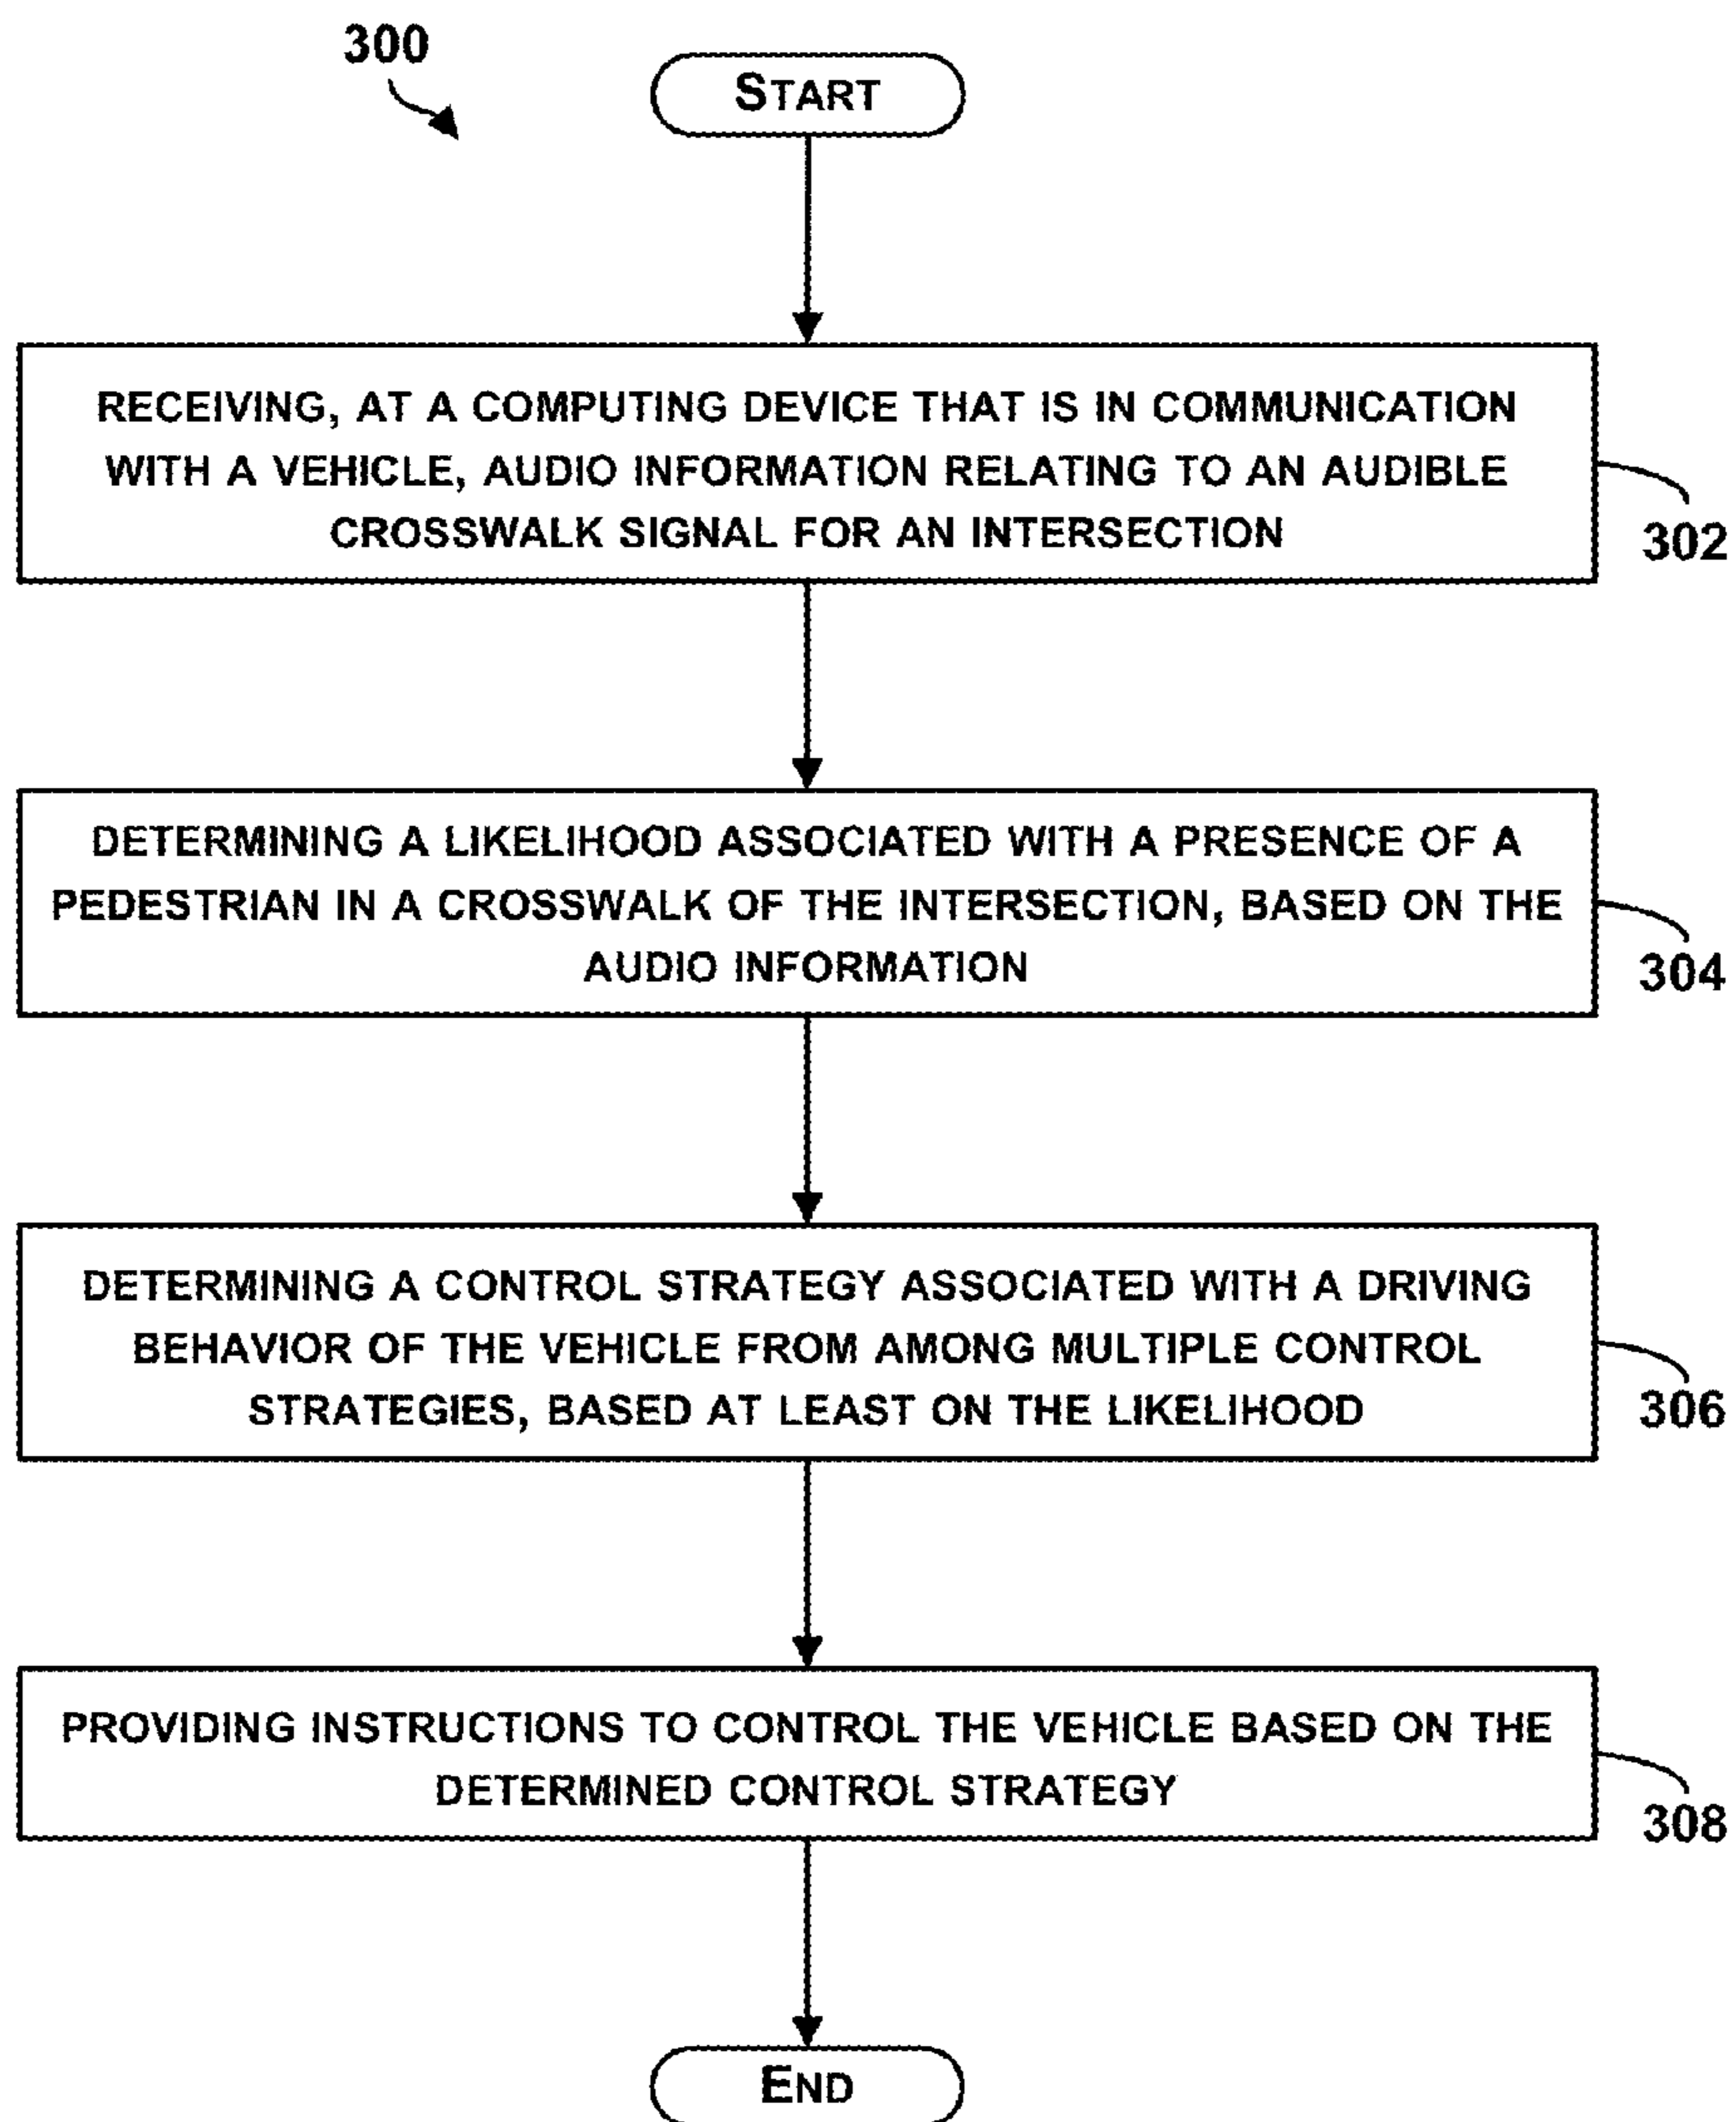 300
START
RECEIVING, AT A COMPUTING DEVICE THAT IS IN COMMUNICATION
WITH A VEHICLE, AUDIO INFORMATION RELATING TO AN AUDIBLE
CROSSWALK SIGNAL FOR AN INTERSECTION
302
DETERMINING A LIKELIHOOD ASSOCIATED WITH A PRESENCE OF A
PEDESTRIAN IN A CROSSWALK OF THE INTERSECTION, BASED ON THE
AUDIO INFORMATION
304
DETERMINING A CONTROL STRATEGY ASSOCIATED WITH A DRIVING
BEHAVIOR OF THE VEHICLE FROM AMONG MULTIPLE CONTROL
STRATEGIES, BASED AT LEAST ON THE LIKELIHOOD
306
PROVIDING INSTRUCTIONS TO CONTROL THE VEHICLE BASED ON THE
DETERMINED CONTROL STRATEGY
308
END